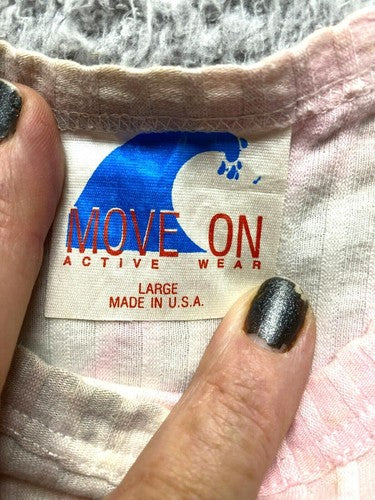 MOVE ON
ACTIVE WEAR
LARGE
MADE IN U.S.A.